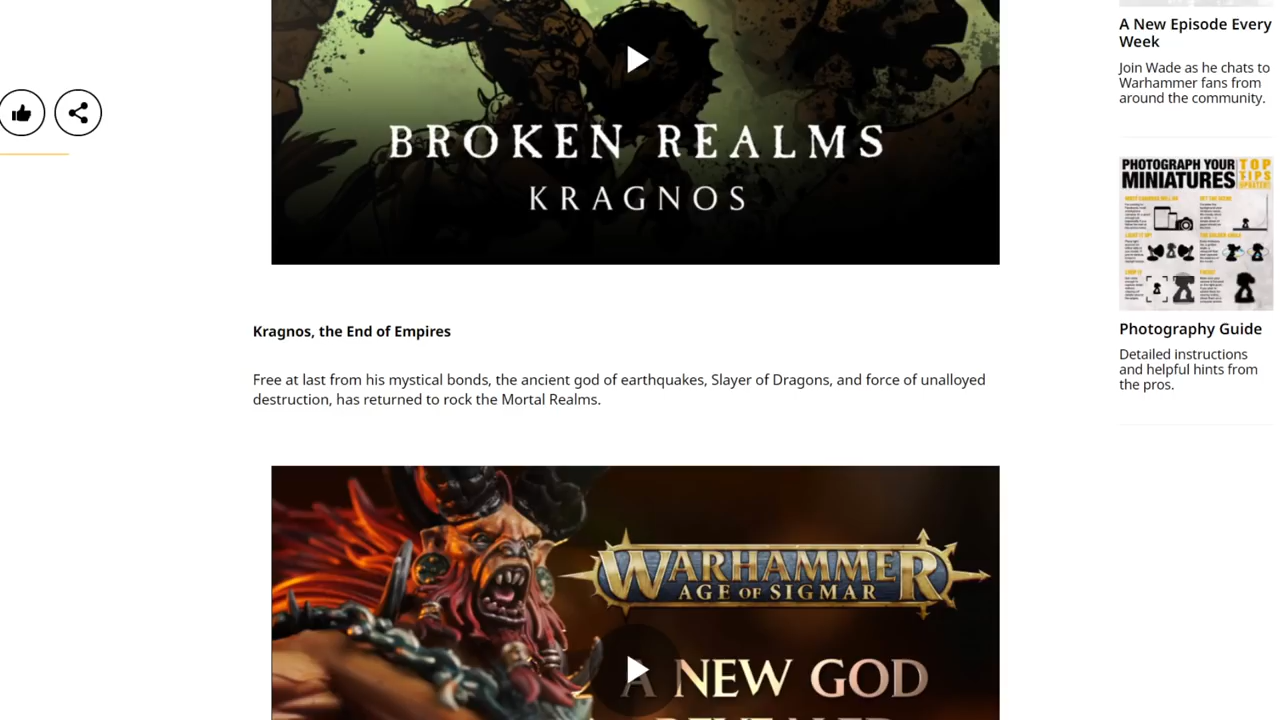 BROKEN REALMS
KRAGNOS
Kragnos, the End of Empires
Free at last from his mystical bonds, the ancient god of earthquakes, Slayer of Dragons, and force of unalloyed
destruction, has returned to rock the Mortal Realms.
WARHAMMER
AGE OF SIGMAR
A NEW GOD
REVEALED
A New Episode Every
Week
Join Wade as he chats to
Warhammer fans from
around the community.
PHOTOGRAPH YOUR
MINIATURES
TOP
TIPS
Photography Guide
Detailed instructions
and helpful hints from
the pros.